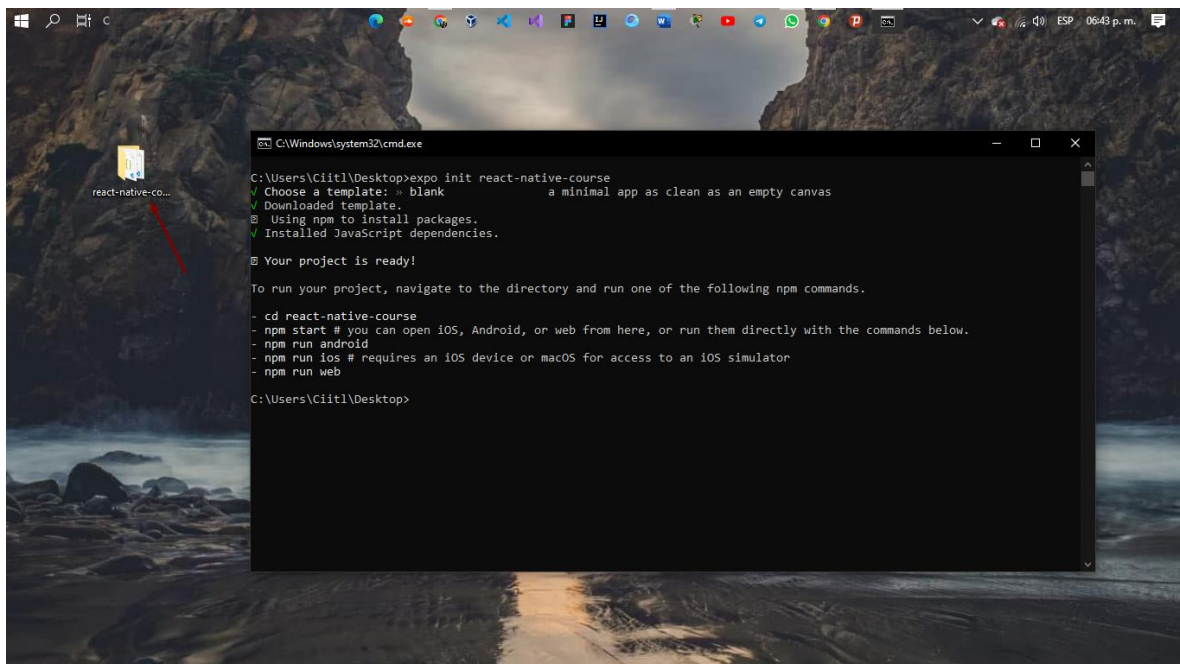 ESP 06:43 p. m.
react-native-co...
C:\Windows\system32\cmd.exe
C:\Users\Ciitl\Desktop>expo init react-native-course
√ Choose a template: » blank a minimal app as clean as an empty canvas
√ Downloaded template.
Using npm to install packages.
√ Installed JavaScript dependencies.
Your project is ready!
To run your project, navigate to the directory and run one of the following npm commands.
- cd react-native-course
- npm start # you can open iOS, Android, or web from here, or run them directly with the commands below.
- npm run android
- npm run ios # requires an iOS device or macOS for access to an iOS simulator
- npm run web
C:\Users\Ciitl\Desktop>